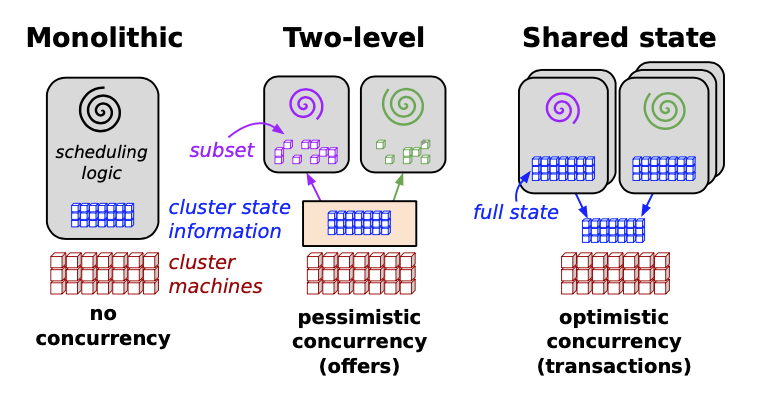 Monolithic
Two-level
Shared state
scheduling
logic
subset
cluster state
information
full state
cluster
machines
no
concurrency
pessimistic
concurrency
(offers)
optimistic
concurrency
(transactions)